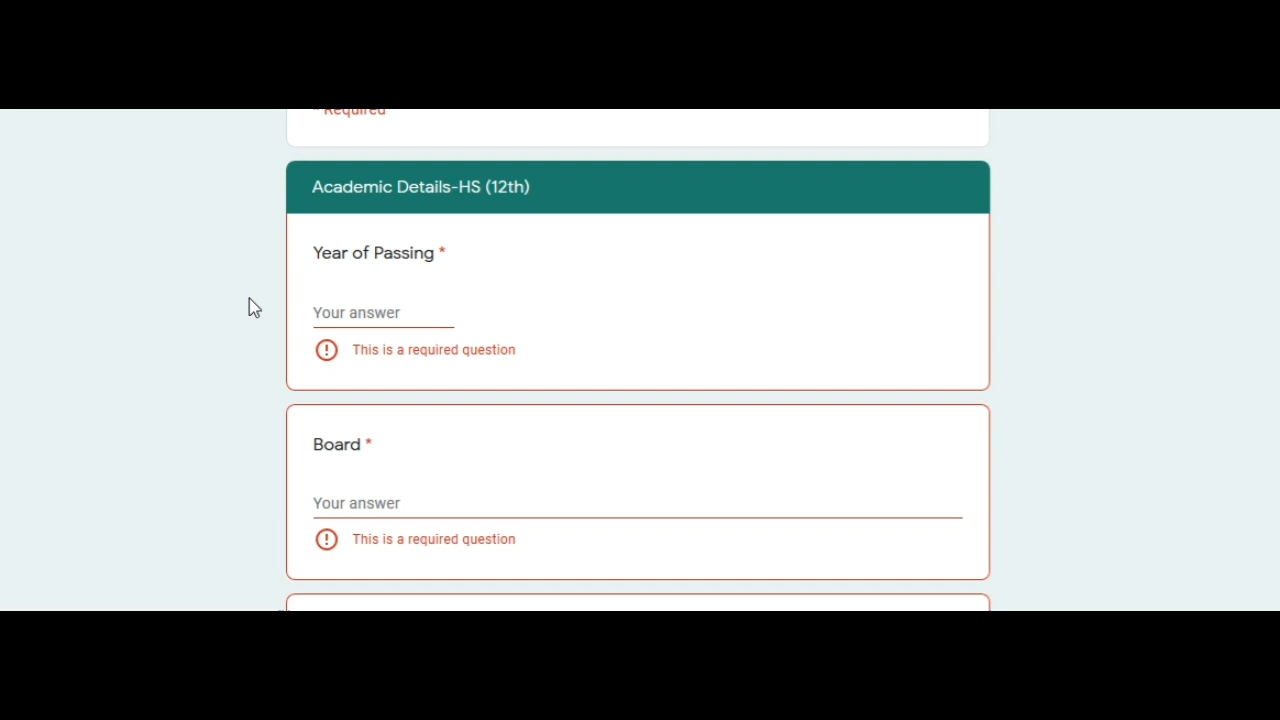 * Required
Academic Details-HS (12th)
Year of Passing *
Your answer
This is a required question
Board *
Your answer
This is a required question